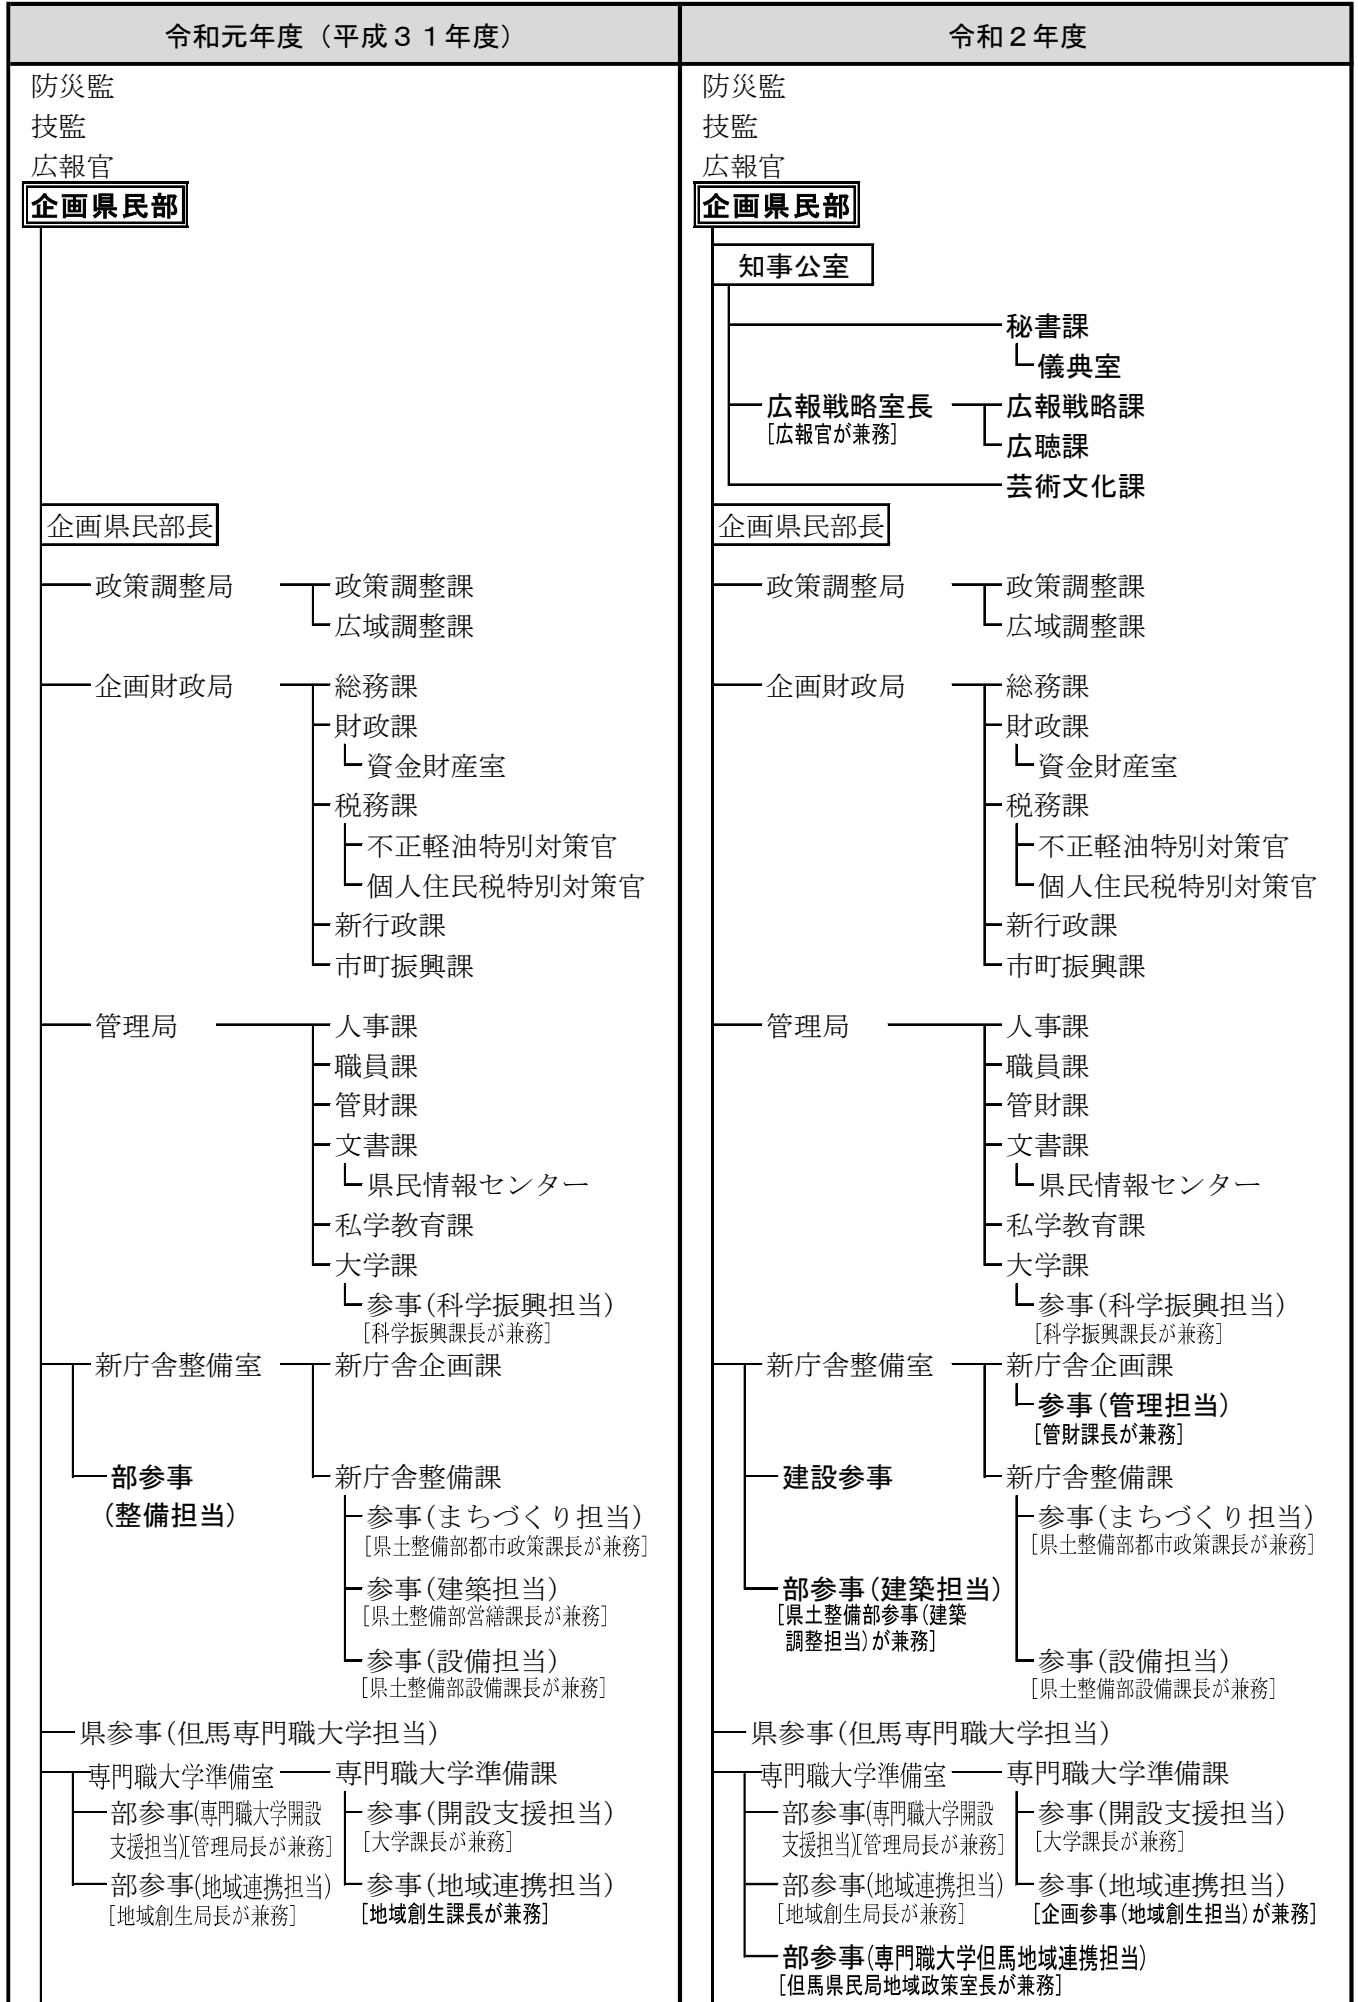 令和元年度（平成３１年度）
防災監
技監
広報官
企画県民部
企画県民部長
政策調整局
政策調整課
広域調整課
企画財政局
総務課
財政課
資金財産室
税務課
不正軽油特別対策官
個人住民税特別対策官
新行政課
市町振興課
管理局
人事課
職員課
管財課
文書課
県民情報センター
私学教育課
大学課
参事(科学振興担当)
[科学振興課長が兼務]
新庁舎整備室
新庁舎企画課
部参事
(整備担当)
新庁舎整備課
参事(まちづくり担当)
[県土整備部都市政策課長が兼務]
参事(建築担当)
[県土整備部営繕課長が兼務]
参事(設備担当)
[県土整備部設備課長が兼務]
県参事(但馬専門職大学担当)
専門職大学準備室
専門職大学準備課
部参事(専門職大学開設
支援担当)[管理局長が兼務]
参事(開設支援担当)
[大学課長が兼務]
部参事(地域連携担当)
[地域創生局長が兼務]
参事(地域連携担当)
[地域創生課長が兼務]
令和２年度
防災監
技監
広報官
企画県民部
知事公室
秘書課
儀典室
広報戦略室長
[広報官が兼務]
広報戦略課
広聴課
芸術文化課
企画県民部長
政策調整局
政策調整課
広域調整課
企画財政局
総務課
財政課
資金財産室
税務課
不正軽油特別対策官
個人住民税特別対策官
新行政課
市町振興課
管理局
人事課
職員課
管財課
文書課
県民情報センター
私学教育課
大学課
参事(科学振興担当)
[科学振興課長が兼務]
新庁舎整備室
新庁舎企画課
参事(管理担当)
[管財課長が兼務]
建設参事
新庁舎整備課
参事(まちづくり担当)
[県土整備部都市政策課長が兼務]
部参事(建築担当)
[県土整備部参事(建築
調整担当)が兼務]
参事(設備担当)
[県土整備部設備課長が兼務]
県参事(但馬専門職大学担当)
専門職大学準備室
専門職大学準備課
部参事(専門職大学開設
支援担当)[管理局長が兼務]
参事(開設支援担当)
[大学課長が兼務]
部参事(地域連携担当)
[地域創生局長が兼務]
参事(地域連携担当)
[企画参事(地域創生担当)が兼務]
部参事(専門職大学但馬地域連携担当)
[但馬県民局地域政策室長が兼務]